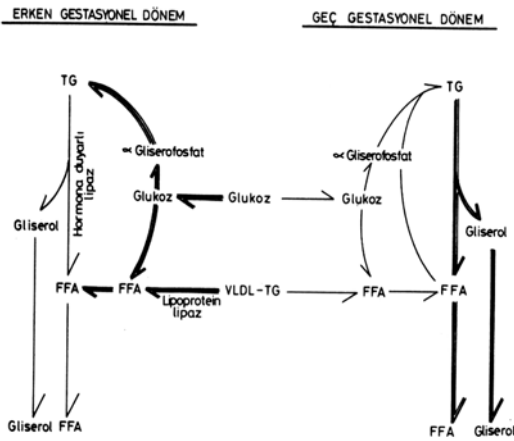 ERKEN GESTASYONEL DÖNEM
GEÇ GESTASYONEL DÖNEM
TG
TG
∝ Gliserofosfat
∝ Gliserofosfat
Hormona duyarlı
lipaz
Glukoz
Glukoz
Glukoz
Gliserol
Gliserol
FFA
FFA
VLDL-TG
FFA
FFA
Lipoprotein
lipaz
Gliserol
FFA
FFA
Gliserol